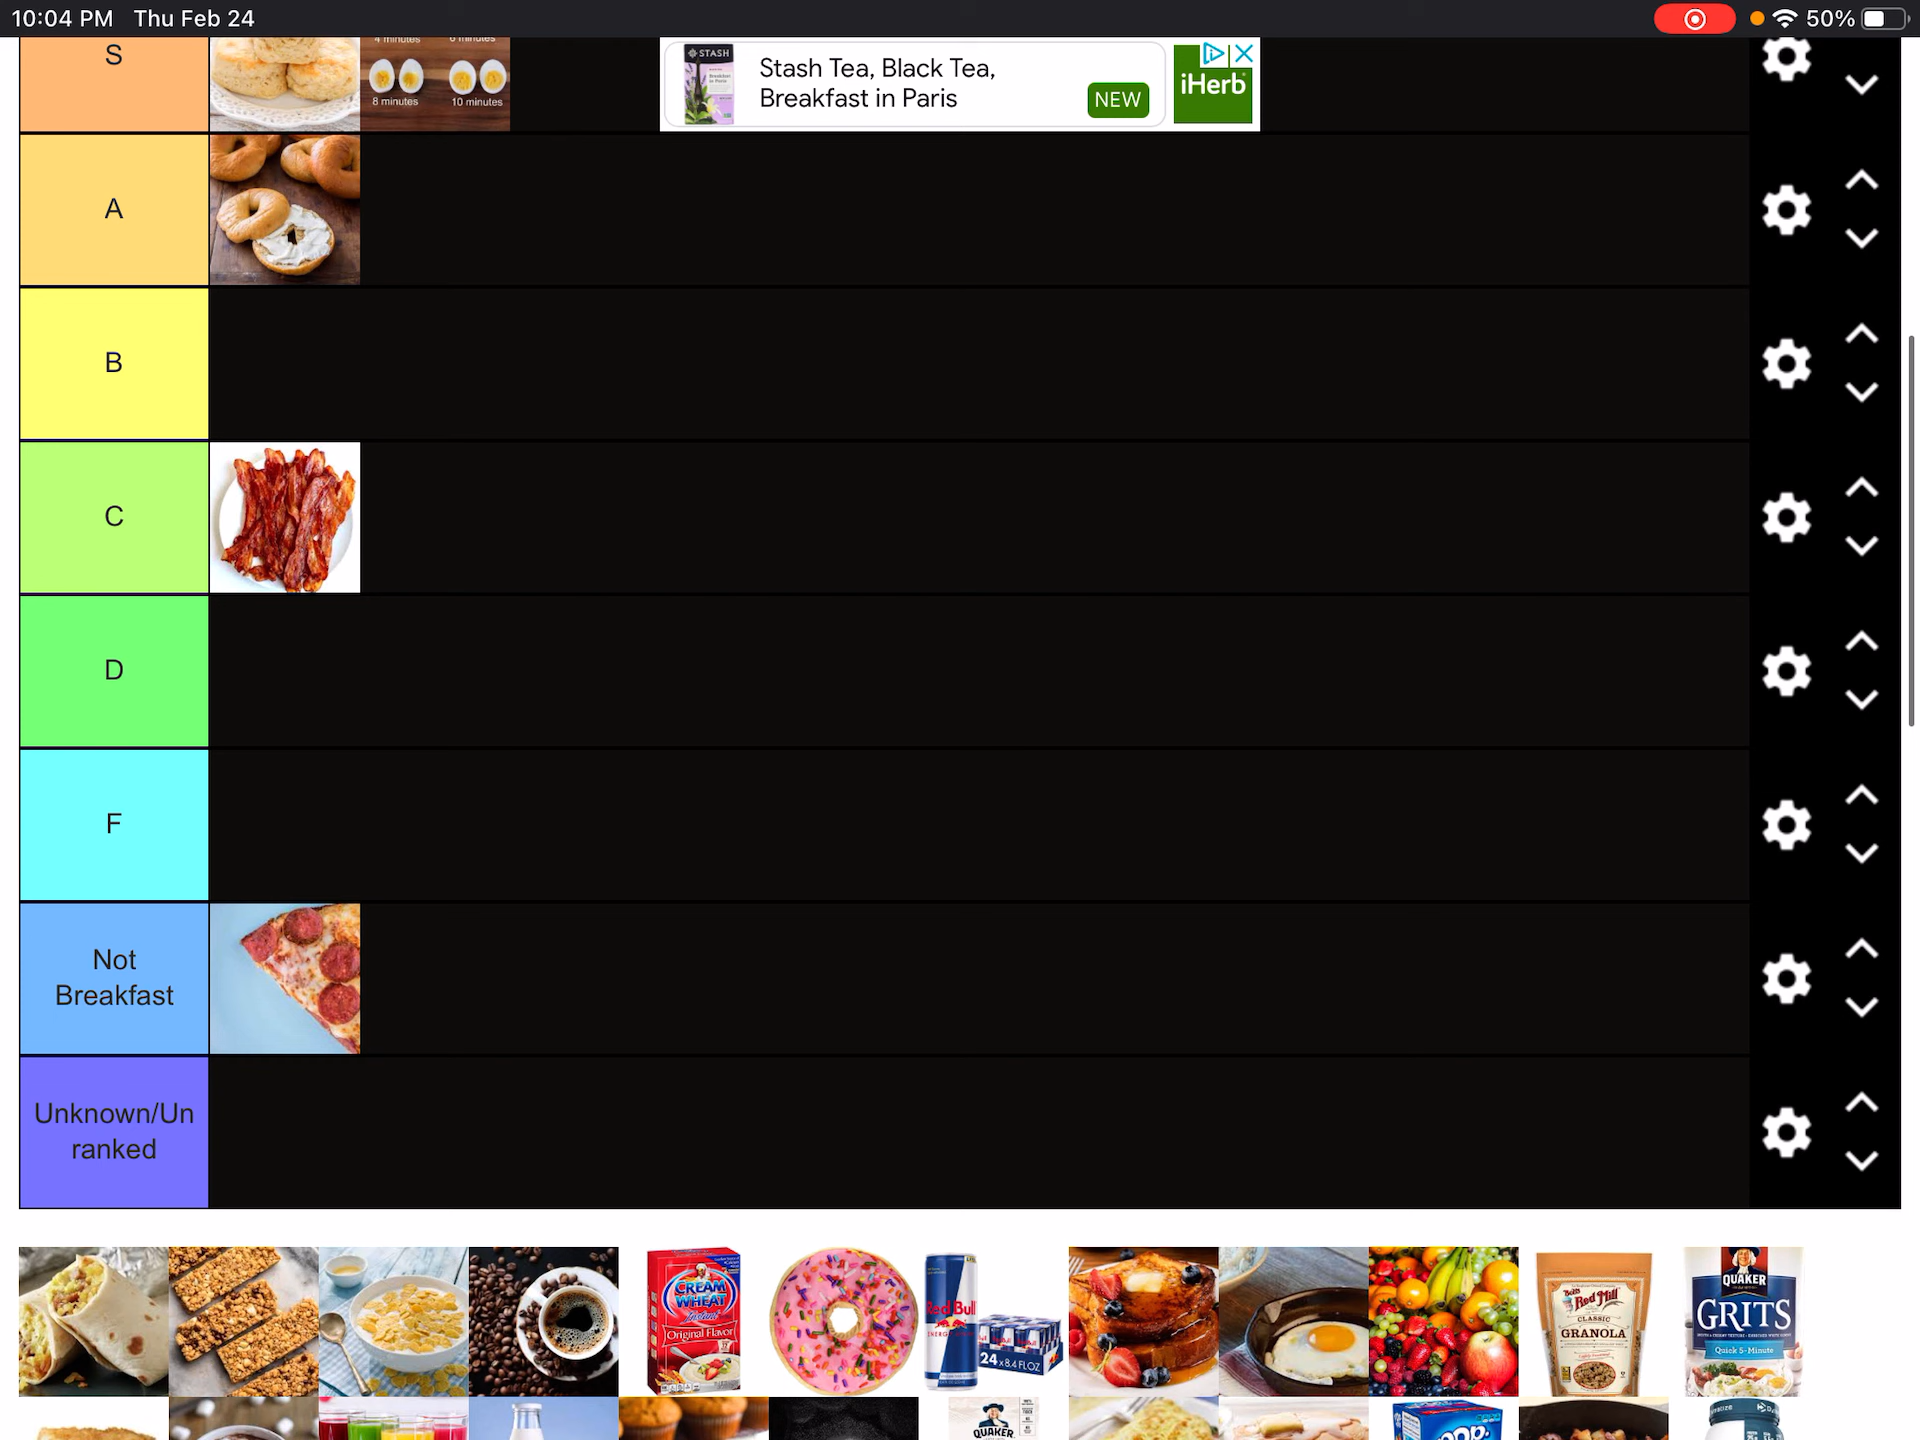 10:04 PM Thu Feb 24
50%
S
8 minutes
10 minutes
STASH
Stash Tea, Black Tea,
Breakfast in Paris
NEW
iHerb
A
B
C
D
F
Not
Breakfast
Unknown/Un
ranked
CREAM
WHEAT
Original Flavor
Red Bull
24 x 8.4 FL OZ
Bob's
Red Mill
CLASSIC
GRANOLA
QUAKER
GRITS
Quick 5-Minute
QUAKER